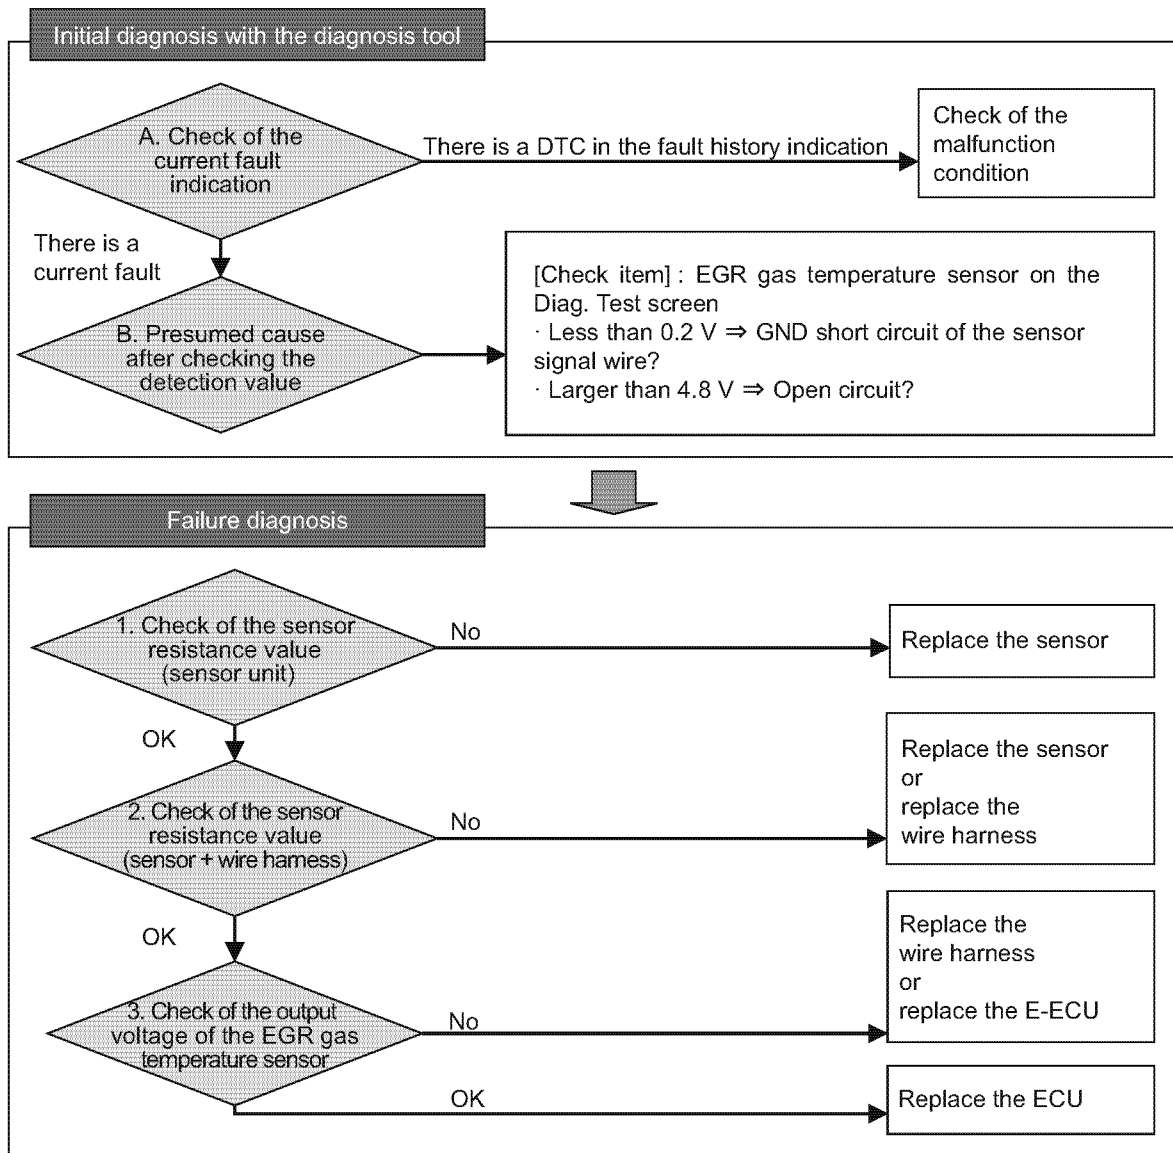 Initial diagnosis with the diagnosis tool
A. Check of the
current fault
indication
There is a DTC in the fault history indication
Check of the
malfunction
condition
There is a
current fault
B. Presumed cause
after checking the
detection value
[Check item] : EGR gas temperature sensor on the
Diag. Test screen
· Less than 0.2 V ⇒ GND short circuit of the sensor
signal wire?
· Larger than 4.8 V ⇒ Open circuit?
Failure diagnosis
1. Check of the sensor
resistance value
(sensor unit)
No
Replace the sensor
OK
2. Check of the sensor
resistance value
(sensor + wire harness)
No
Replace the sensor
or
replace the
wire harness
OK
3. Check of the output
voltage of the EGR gas
temperature sensor
No
Replace the
wire harness
or
replace the E-ECU
OK
Replace the ECU